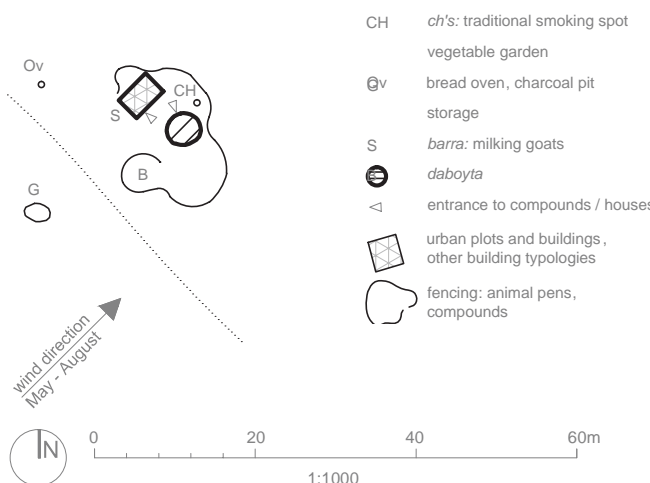 Ov
CH
S
B
G
wind direction
May - August
N
0 20 40 60m
1:1000
CH ch's: traditional smoking spot
vegetable garden
Ov bread oven, charcoal pit
storage
S barra: milking goats
daboyta
entrance to compounds / houses
urban plots and buildings,
other building typologies
fencing: animal pens,
compounds